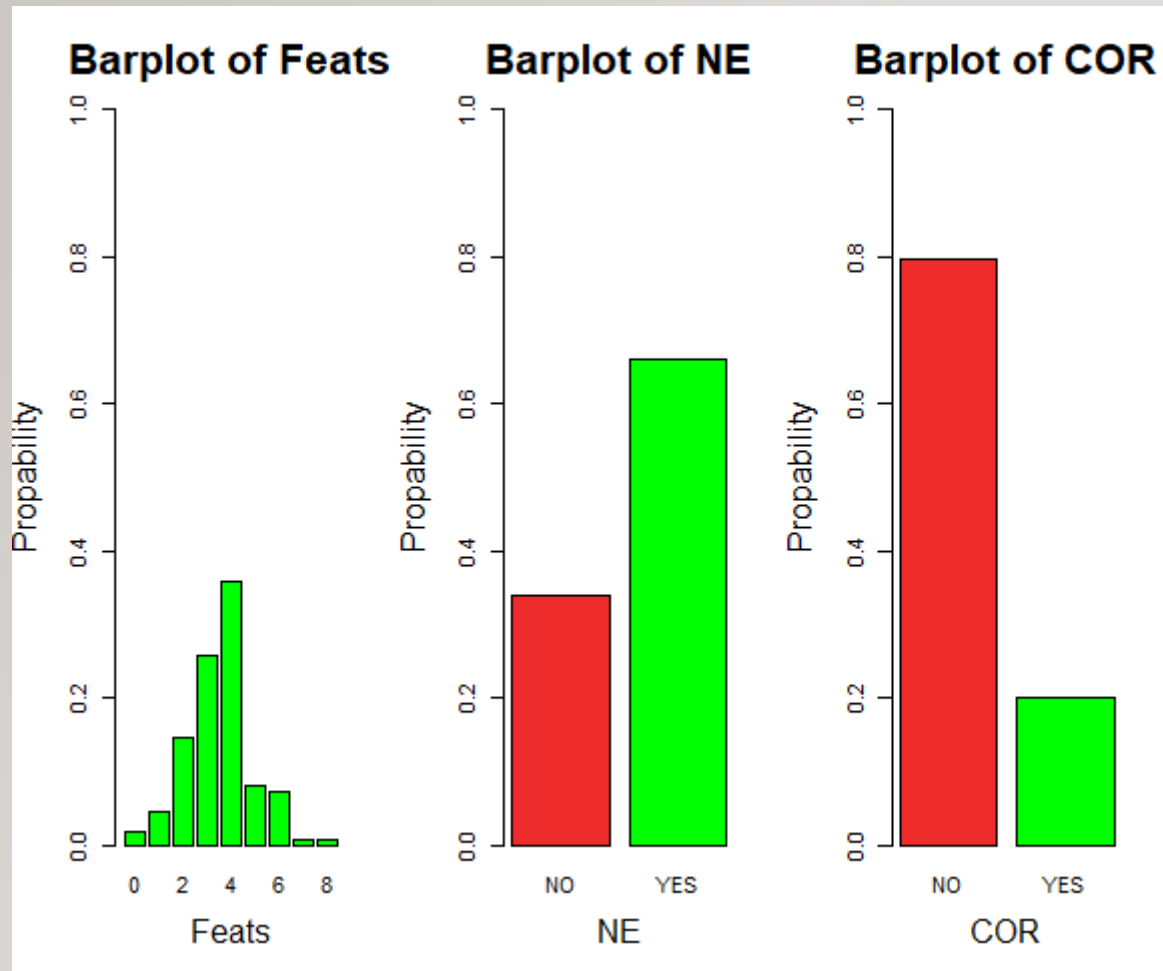 Barplot of Feats
Propability
1.0
0.8
0.6
0.4
0.2
0.0
0 2 4 6 8
Feats
Barplot of NE
Propability
1.0
0.8
0.6
0.4
0.2
0.0
NO YES
NE
Barplot of COR
Propability
1.0
0.8
0.6
0.4
0.2
0.0
NO YES
COR